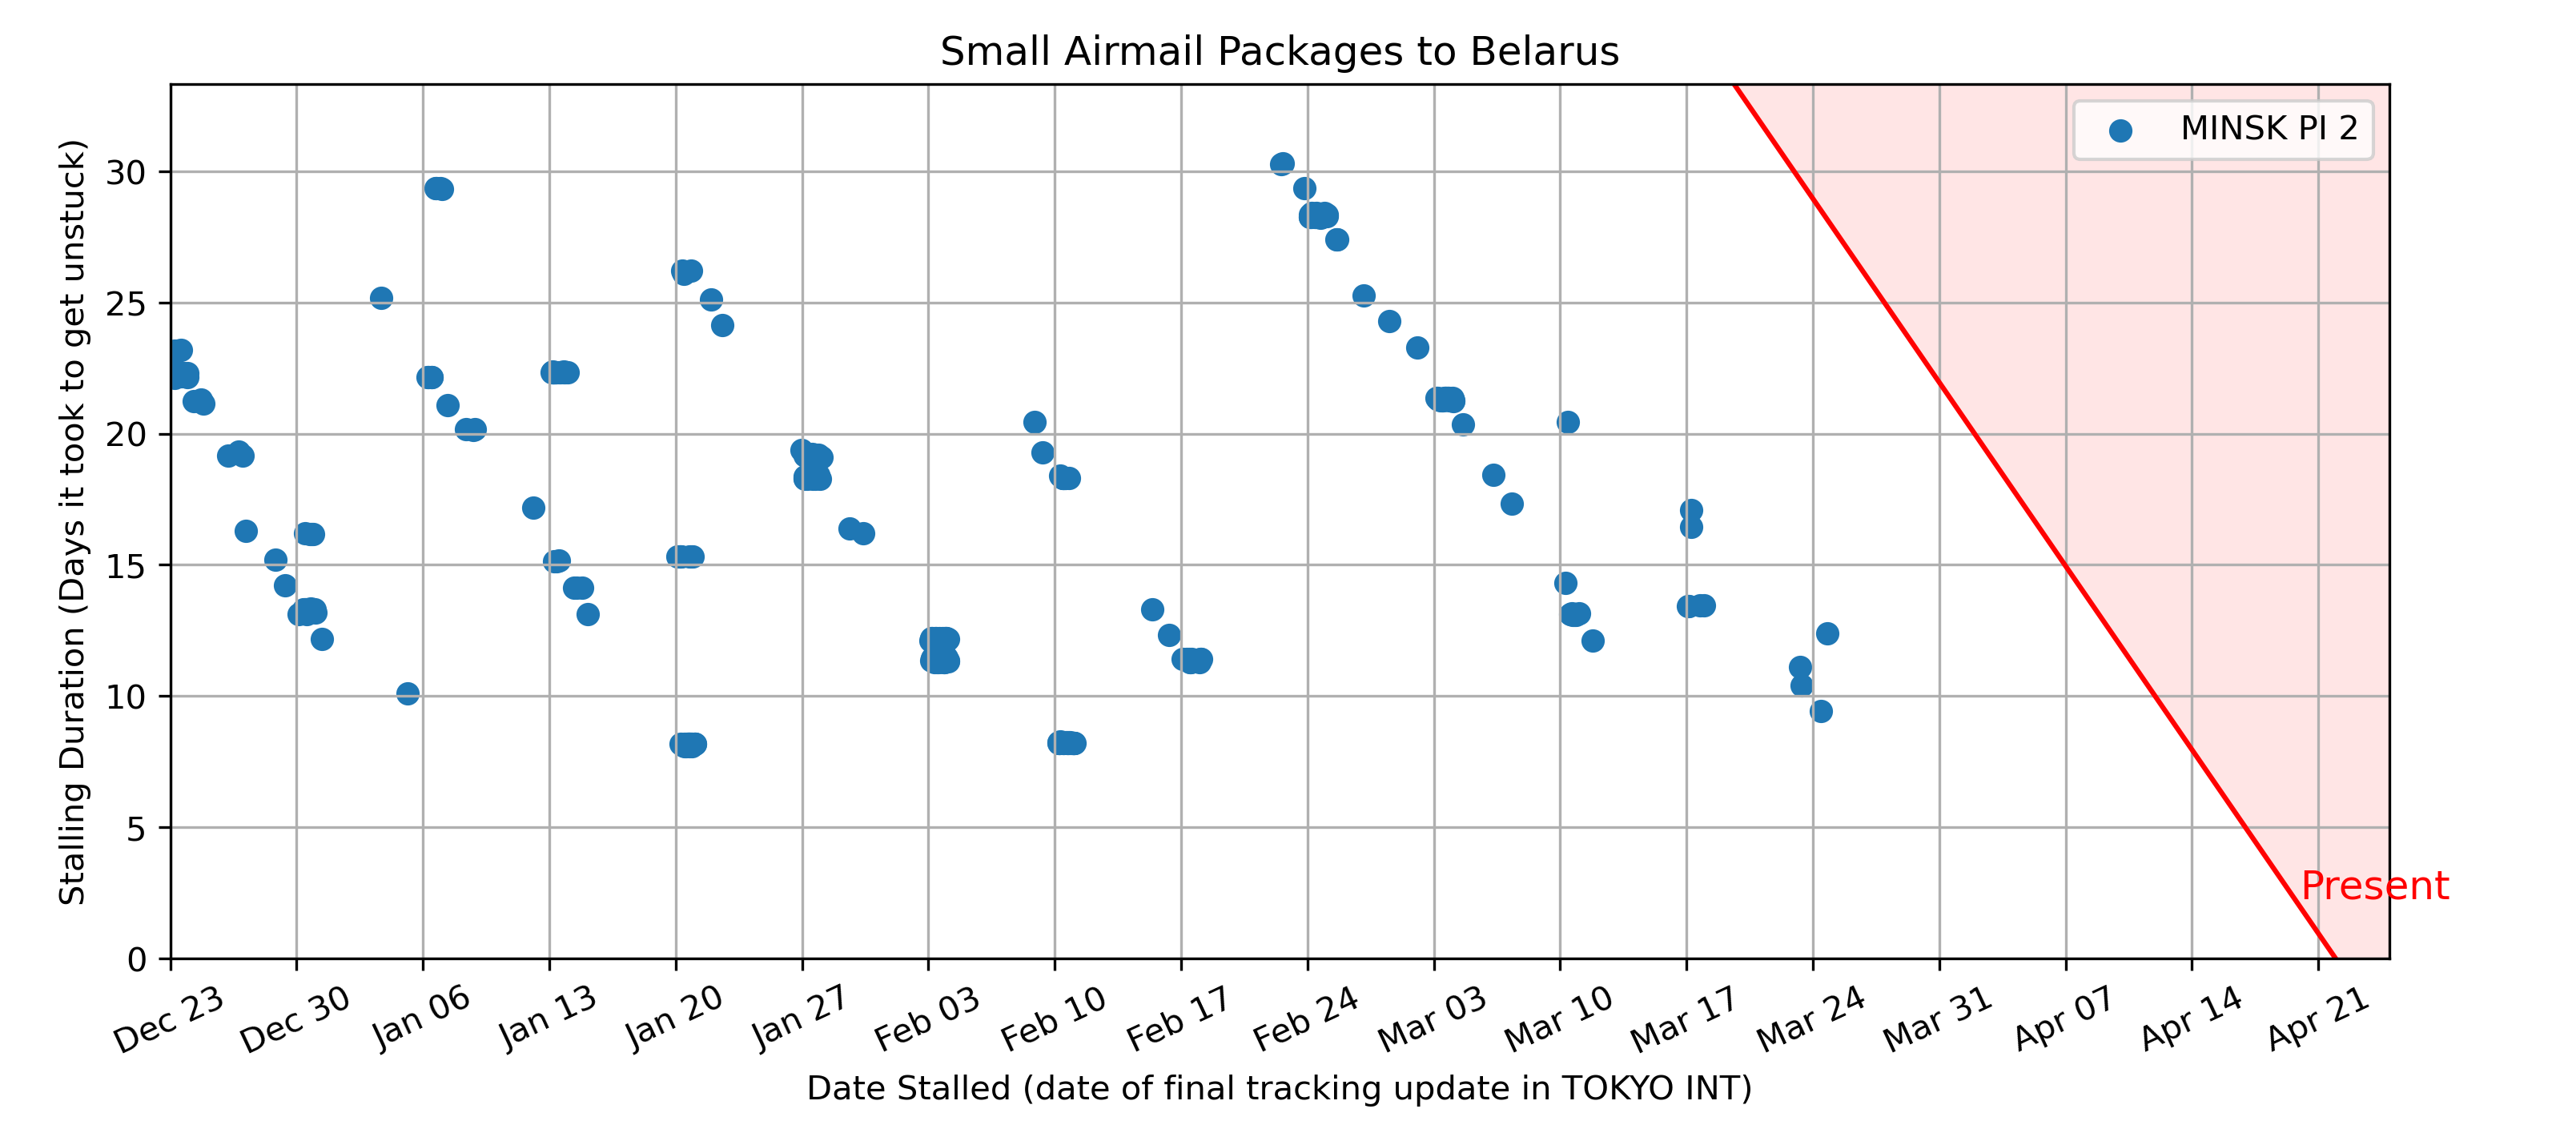 Small Airmail Packages to Belarus
MINSK PI 2
Stalling Duration (Days it took to get unstuck)
30
25
20
15
10
5
0
Present
Dec 23
Dec 30
Jan 06
Jan 13
Jan 20
Jan 27
Feb 03
Feb 10
Feb 17
Feb 24
Mar 03
Mar 10
Mar 17
Mar 24
Mar 31
Apr 07
Apr 14
Apr 21
Date Stalled (date of final tracking update in TOKYO INT)